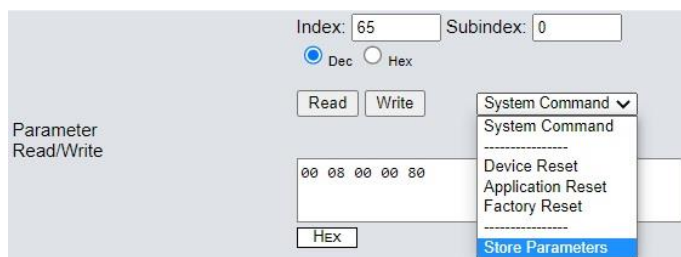 Index: 65 Subindex: 0
Dec Hex
Read Write System Command
Parameter
Read/Write
System Command
----------------
Device Reset
Application Reset
Factory Reset
----------------
Store Parameters
00 08 00 00 80
HEX